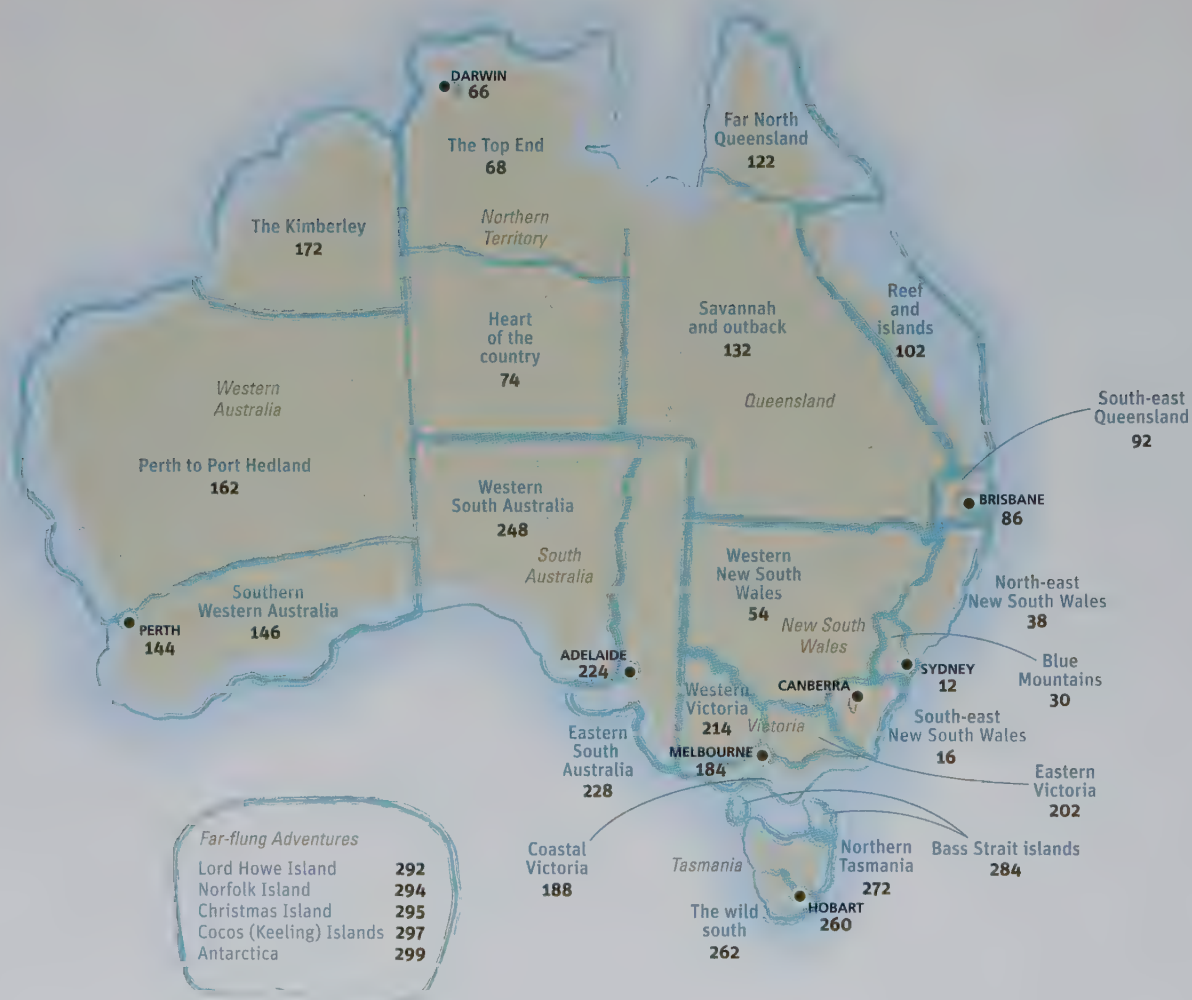 DARWIN
66
The Top End
68
Northern
Territory
Far North
Queensland
122
The Kimberley
172
Heart
of the
country
74
Savannah
and outback
132
Reef
and
islands
102
Western
Australia
Queensland
South-east
Queensland
92
Perth to Port Hedland
162
Western
South Australia
248
South
Australia
BRISBANE
86
Western
New South
Wales
54
New South
Wales
North-east
New South Wales
38
Southern
Western Australia
146
PERTH
144
ADELAIDE
224
SYDNEY
12
Blue
Mountains
30
CANBERRA
Western
Victoria
214
Victoria
South-east
New South Wales
16
Eastern
South
Australia
228
MELBOURNE
184
Eastern
Victoria
202
Coastal
Victoria
188
Tasmania
Northern
Tasmania
272
Bass Strait islands
284
The wild
south
262
HOBART
260
Far-flung Adventures
Lord Howe Island 292
Norfolk Island 294
Christmas Island 295
Cocos (Keeling) Islands 297
Antarctica 299